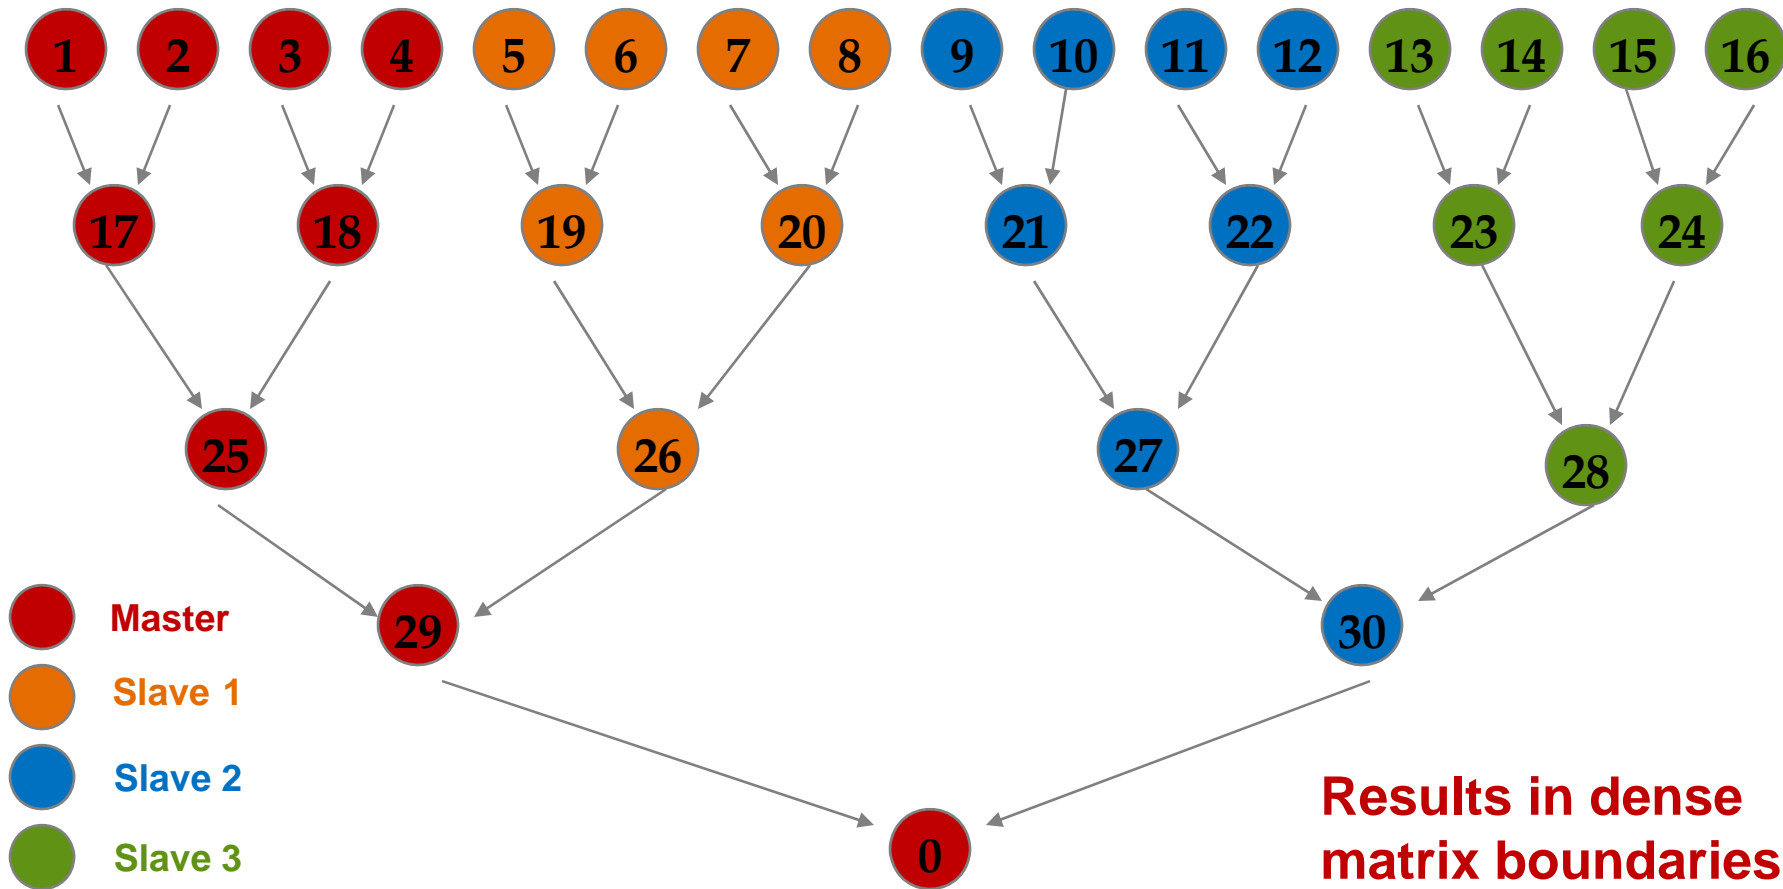 1 2 3 4 5 6 7 8 9 10 11 12 13 14 15 16
17 18 19 20 21 22 23 24
25 26 27 28
29 30
0
Master
Slave 1
Slave 2
Slave 3
Results in dense
matrix boundaries